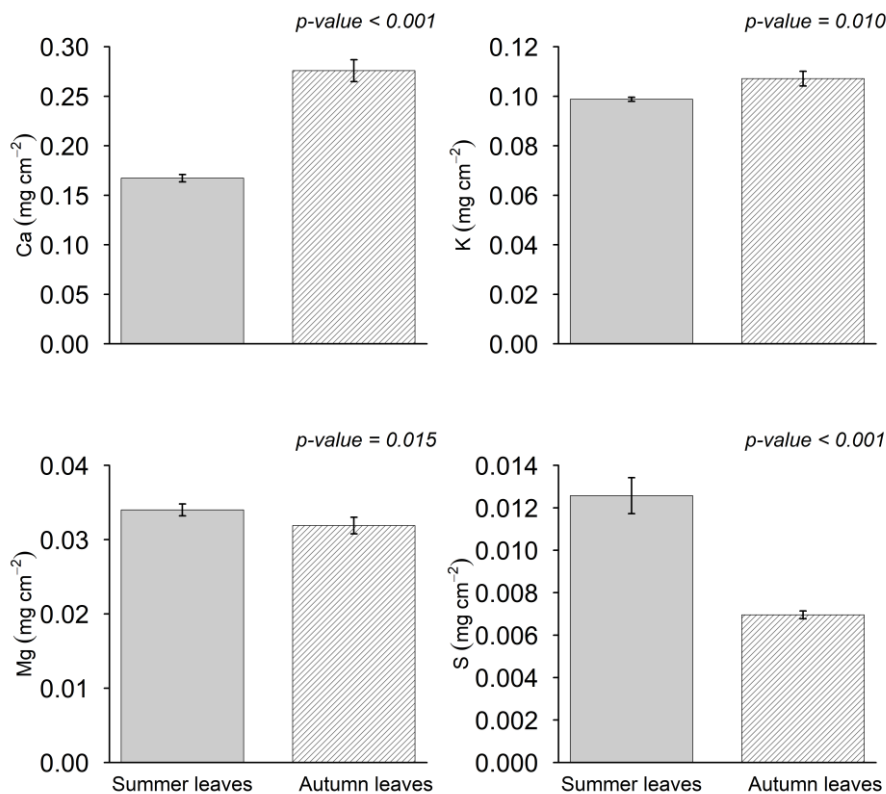 p-value < 0.001
0.30
0.25
0.20
0.15
0.10
0.05
0.00
Ca (mg cm⁻²)
p-value = 0.010
0.12
0.10
0.08
0.06
0.04
0.02
0.00
K (mg cm⁻²)
p-value = 0.015
0.04
0.03
0.02
0.01
0.00
Mg (mg cm⁻²)
Summer leaves Autumn leaves
p-value < 0.001
0.014
0.012
0.010
0.008
0.006
0.004
0.002
0.000
S (mg cm⁻²)
Summer leaves Autumn leaves